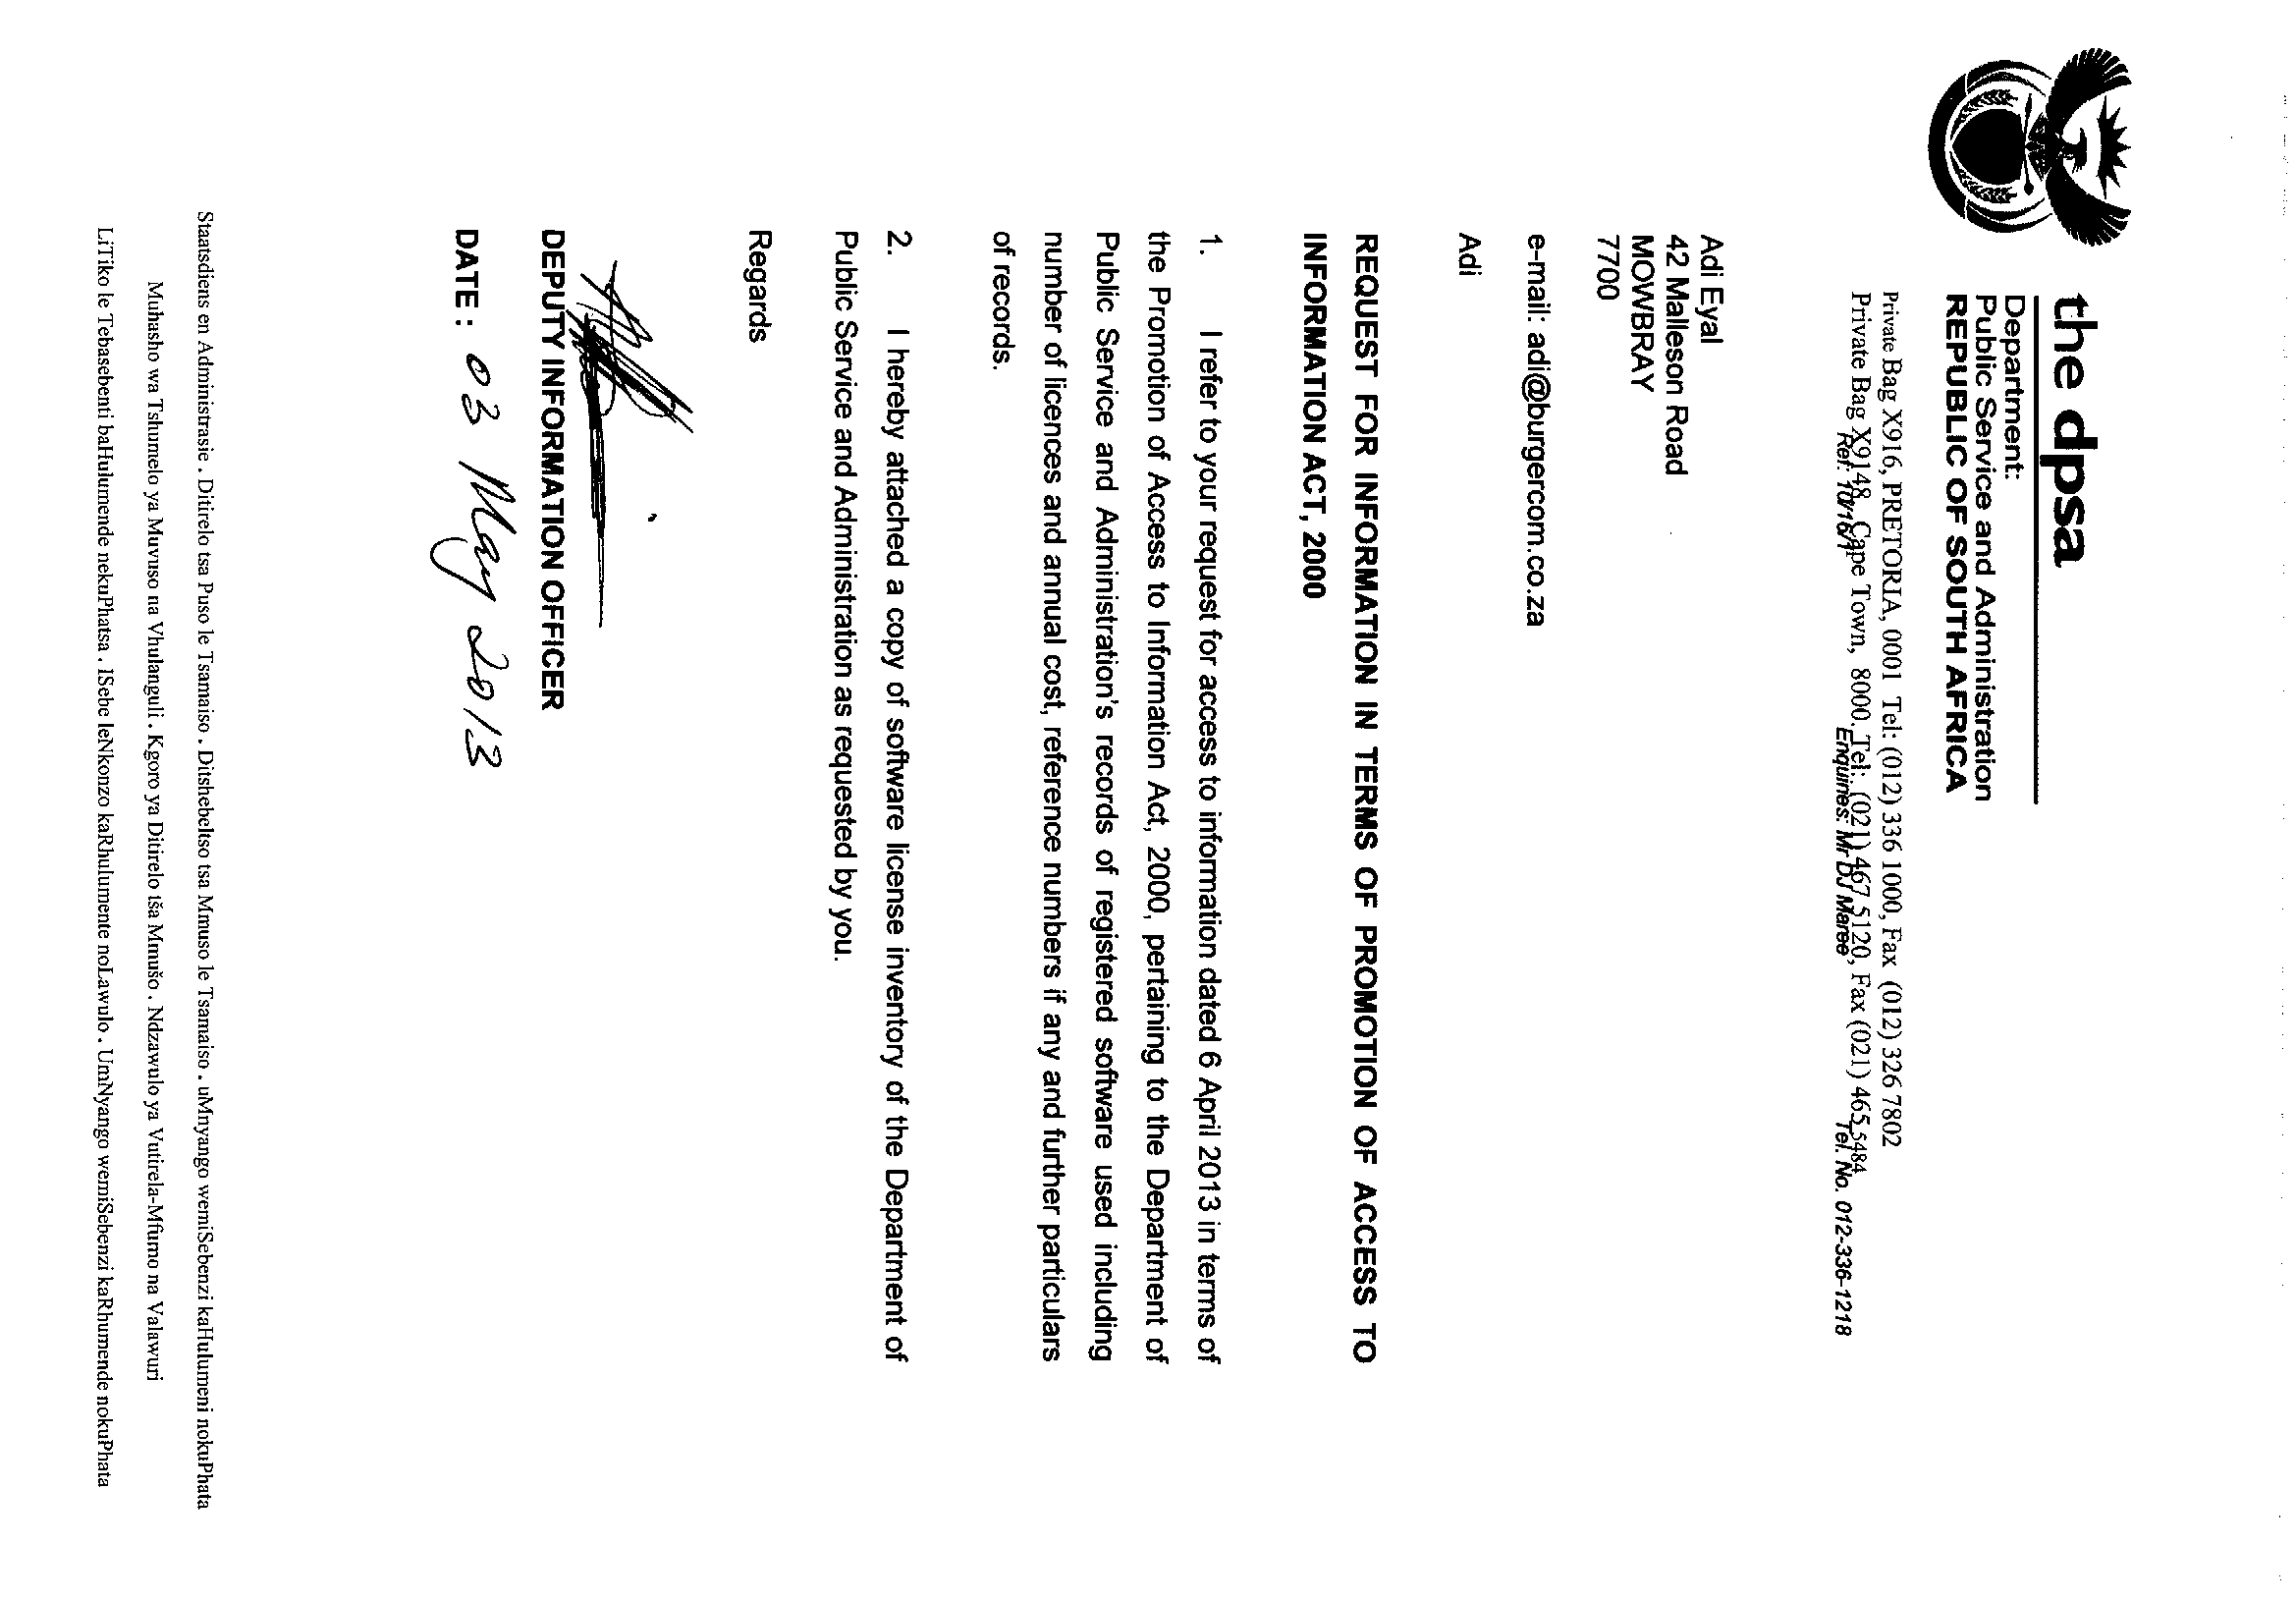 the dpsa
Department:
Public Service and Administration
REPUBLIC OF SOUTH AFRICA
Private Bag X916, PRETORIA, 0001 Tel: (012) 336 1000, Fax (012) 326 7802
Private Bag X9148, Cape Town, 8000, Tel: (021) 467 5120, Fax (021) 465 5484
Ref: 10/16/1 Enquiries: Mr DJ Maree Tel. No. 012-336-1218
Adi Eyal
42 Malleson Road
MOWBRAY
7700
e-mail: adi@burgercom.co.za
Adi
REQUEST FOR INFORMATION IN TERMS OF PROMOTION OF ACCESS TO
INFORMATION ACT, 2000
1. I refer to your request for access to information dated 6 April 2013 in terms of
the Promotion of Access to Information Act, 2000, pertaining to the Department of
Public Service and Administration's records of registered software used including
number of licences and annual cost, reference numbers if any and further particulars
of records.
2. I hereby attached a copy of software license inventory of the Department of
Public Service and Administration as requested by you.
Regards
DEPUTY INFORMATION OFFICER
DATE: 03 May 2013
Staatsdiens en Administrasie . Ditirelo tsa Puso le Tsamaiso . Ditshebeltso tsa Mmuso le Tsamaiso . uMnyango wemiSebenzi kaHulumeni nokuPhata
Muhasho wa Tshumelo ya Muvuso na Vhulanguli . Kgoro ya Ditirelo tša Mmušo . Ndzawulo ya Vutirela-Mfumo na Valawuri
LiTiko le Tebasebenti baHulumende nekuPhatsa . ISebe leNkonzo kaRhulumente noLawulo . UmNyango wemiSebenzi kaRhumende nokuPhata